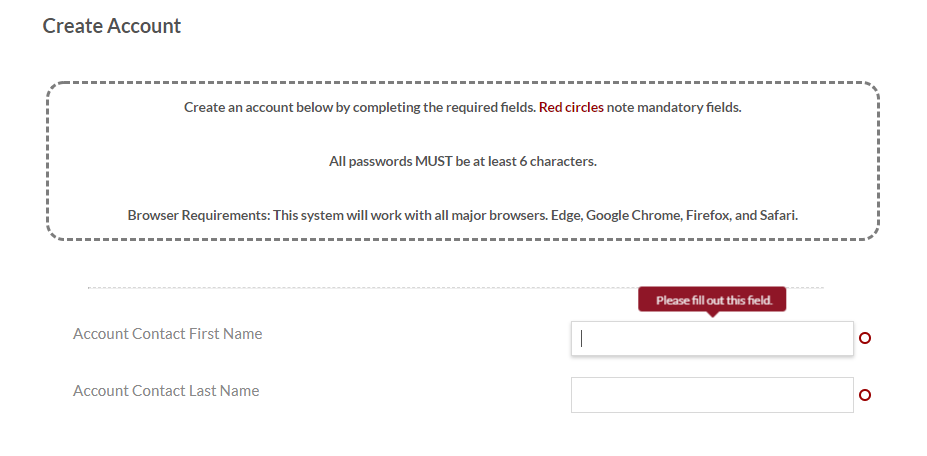 Create Account
Create an account below by completing the required fields. Red circles note mandatory fields.
All passwords MUST be at least 6 characters.
Browser Requirements: This system will work with all major browsers. Edge, Google Chrome, Firefox, and Safari.
Please fill out this field.
Account Contact First Name
Account Contact Last Name